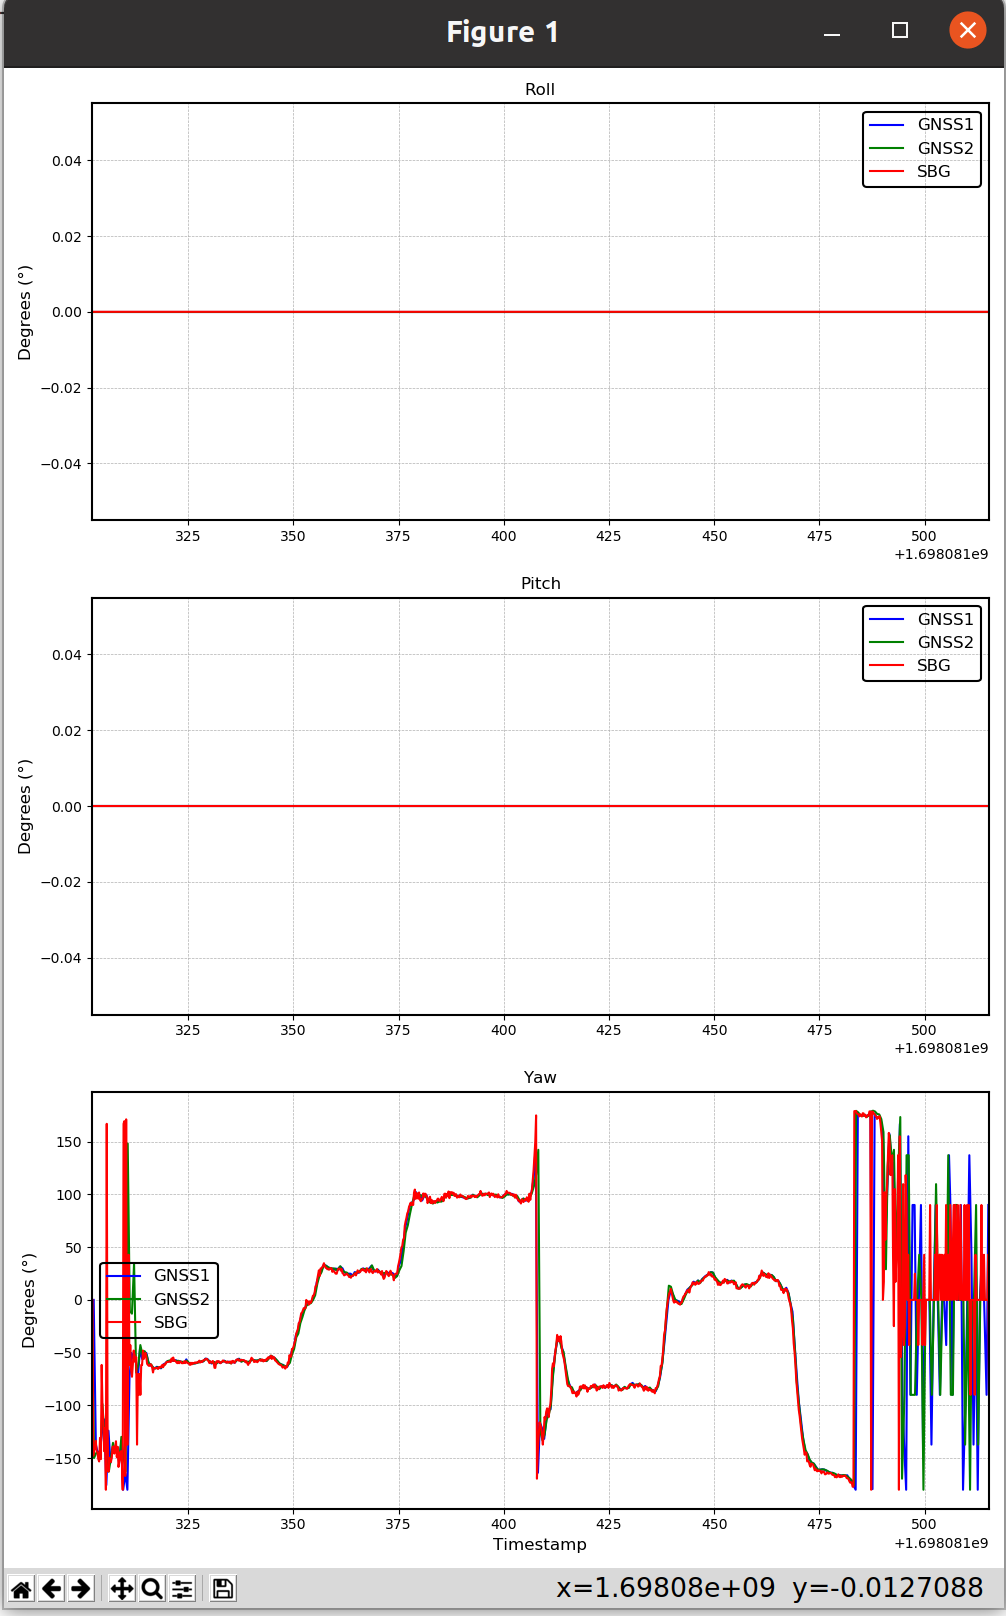 Figure 1
Roll
GNSS1
GNSS2
SBG
0.04
0.02
0.00
−0.02
−0.04
Degrees (°)
325 350 375 400 425 450 475 500
+1.698081e9
Pitch
GNSS1
GNSS2
SBG
0.04
0.02
0.00
−0.02
−0.04
Degrees (°)
325 350 375 400 425 450 475 500
+1.698081e9
Yaw
150
100
50
0
−50
−100
−150
Degrees (°)
GNSS1
GNSS2
SBG
325 350 375 400 425 450 475 500
Timestamp
+1.698081e9
x=1.69808e+09 y=-0.0127088